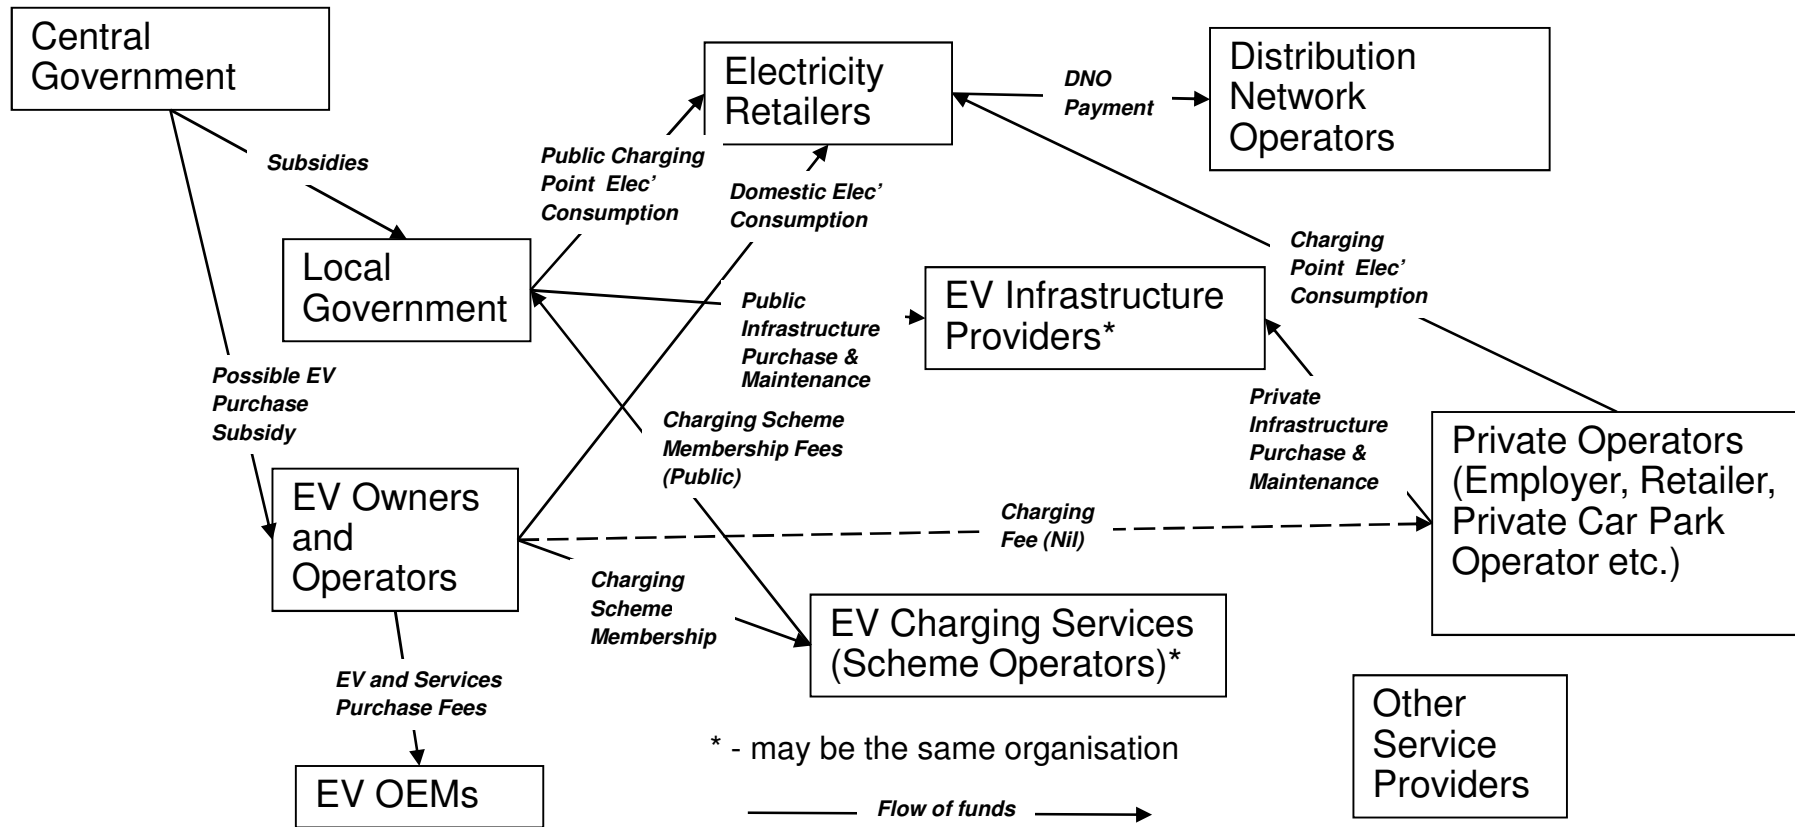 Central
Government
Electricity
Retailers
DNO
Payment
Distribution
Network
Operators
Subsidies
Public Charging
Point Elec'
Consumption
Domestic Elec'
Consumption
Local
Government
Public
Infrastructure
Purchase &
Maintenance
EV Infrastructure
Providers*
Charging
Point Elec'
Consumption
Possible EV
Purchase
Subsidy
Charging Scheme
Membership Fees
(Public)
Private
Infrastructure
Purchase &
Maintenance
Private Operators
(Employer, Retailer,
Private Car Park
Operator etc.)
EV Owners
and
Operators
Charging
Fee (Nil)
Charging
Scheme
Membership
EV Charging Services
(Scheme Operators)*
EV and Services
Purchase Fees
EV OEMs
* - may be the same organisation
Flow of funds
Other
Service
Providers